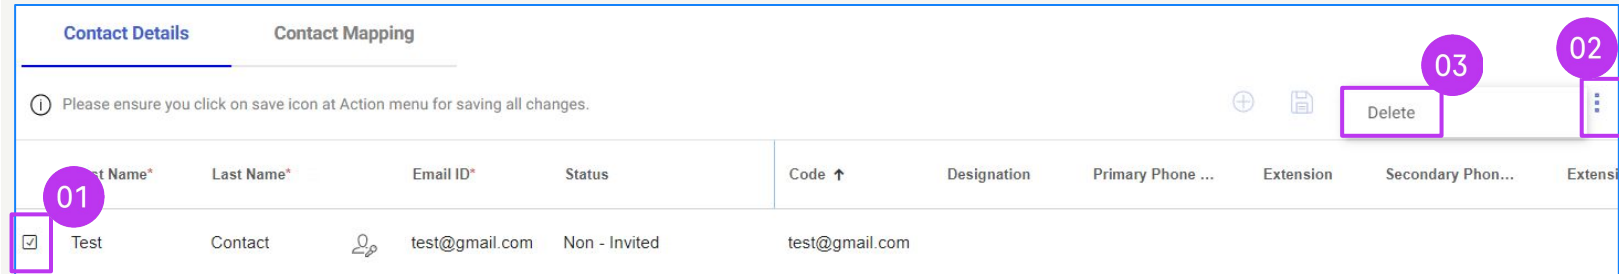 Contact Details Contact Mapping
02
03
Please ensure you click on save icon at Action menu for saving all changes.
Delete
st Name* Last Name* Email ID* Status Code ↑ Designation Primary Phone ... Extension Secondary Phon... Extensi
01
Test Contact test@gmail.com Non - Invited test@gmail.com